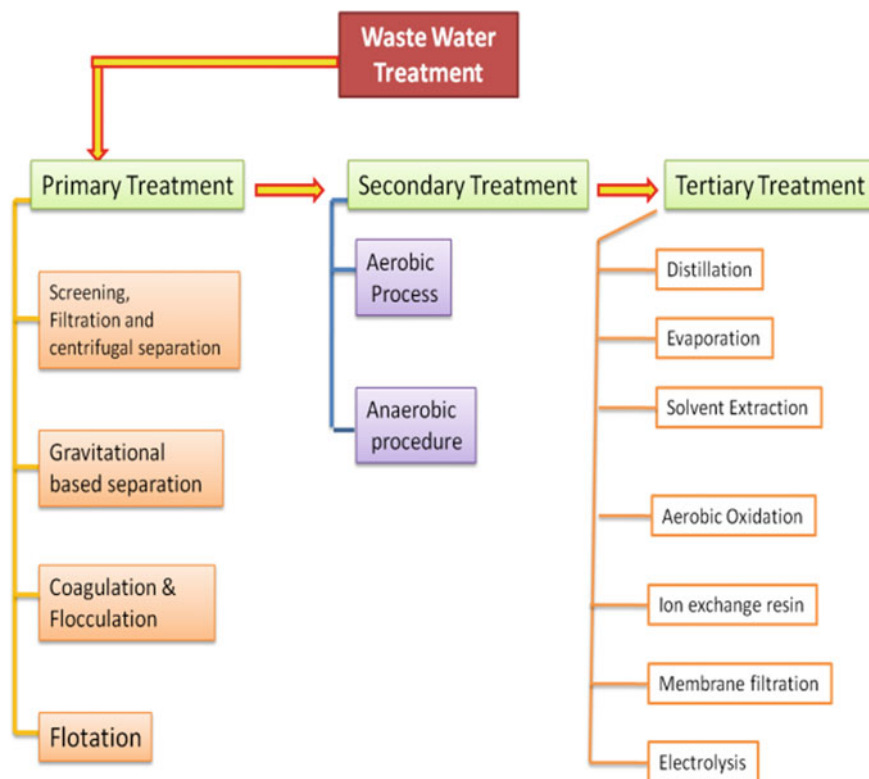 Waste Water
Treatment
Primary Treatment
Secondary Treatment
Tertiary Treatment
Screening,
Filtration and
centrifugal separation
Gravitational
based separation
Coagulation &
Flocculation
Flotation
Aerobic
Process
Anaerobic
procedure
Distillation
Evaporation
Solvent Extraction
Aerobic Oxidation
Ion exchange resin
Membrane filtration
Electrolysis